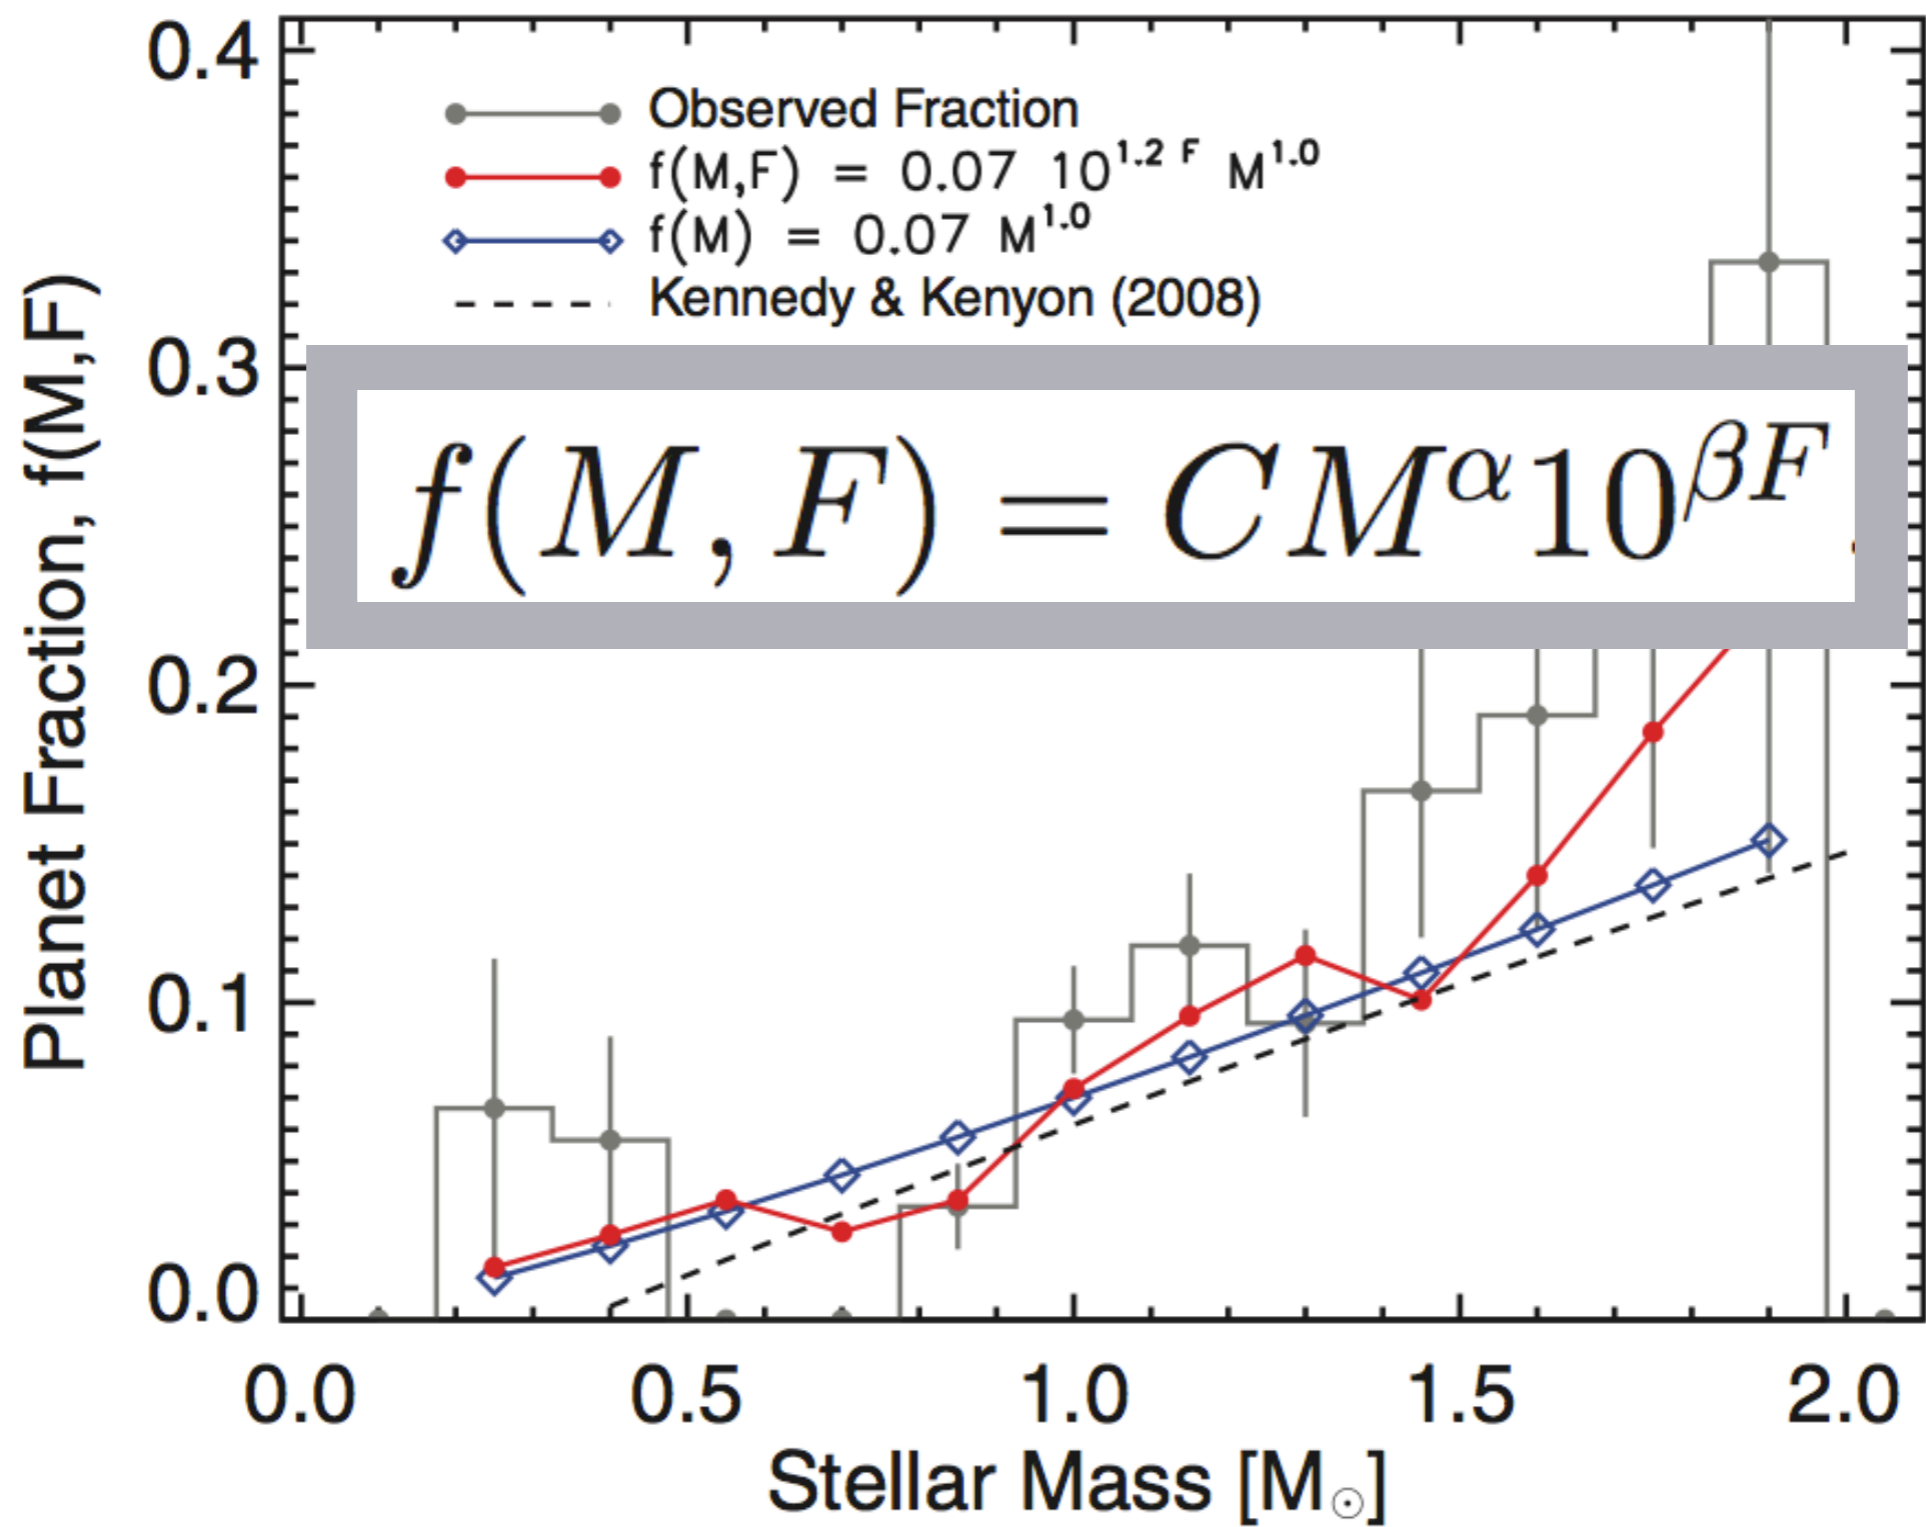 0.4
Observed Fraction
f(M,F) = 0.07 10^{1.2 F} M^{1.0}
f(M) = 0.07 M^{1.0}
Kennedy & Kenyon (2008)
0.3
f(M, F) = CM^α10^{βF}.
0.2
0.1
0.0
Planet Fraction, f(M,F)
0.0 0.5 1.0 1.5 2.0
Stellar Mass [M☉]